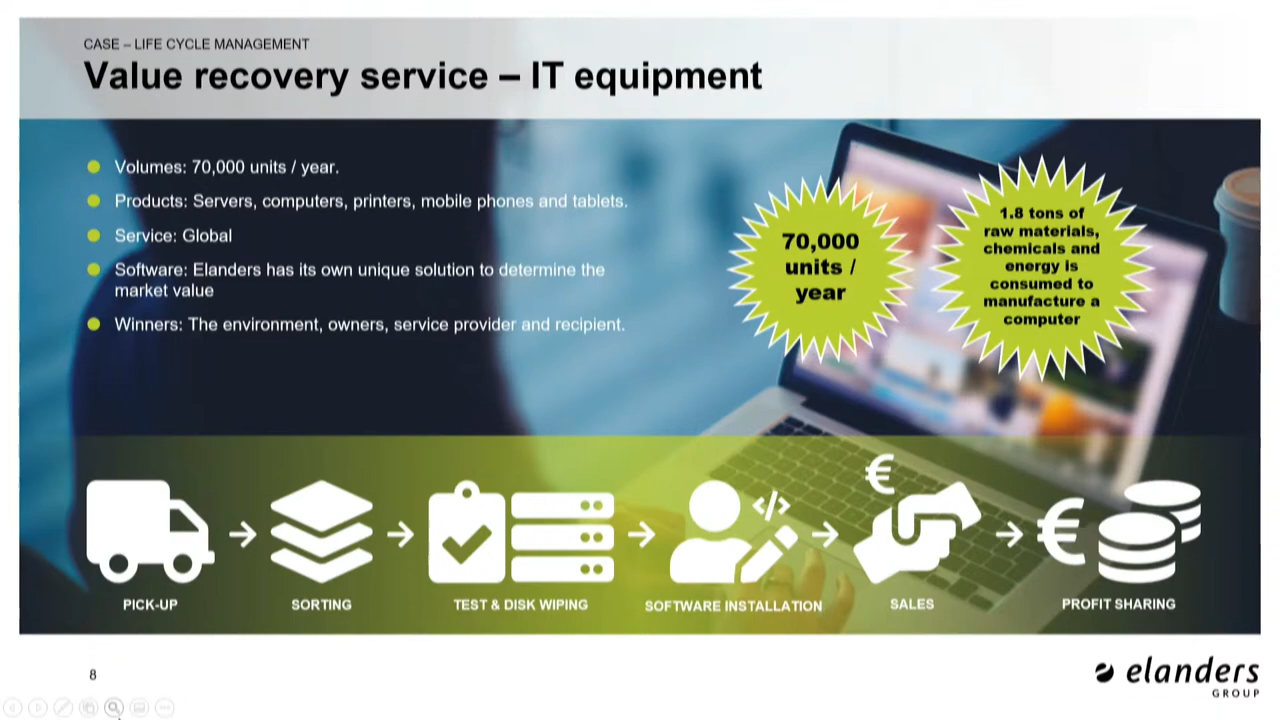 CASE – LIFE CYCLE MANAGEMENT
Value recovery service – IT equipment
Volumes: 70,000 units / year.
Products: Servers, computers, printers, mobile phones and tablets.
Service: Global
Software: Elanders has its own unique solution to determine the
market value
Winners: The environment, owners, service provider and recipient.
70,000
units /
year
1.8 tons of
raw materials,
chemicals and
energy is
consumed to
manufacture a
computer
</>
€
€
PICK-UP
SORTING
TEST & DISK WIPING
SOFTWARE INSTALLATION
SALES
PROFIT SHARING
8
elanders
GROUP